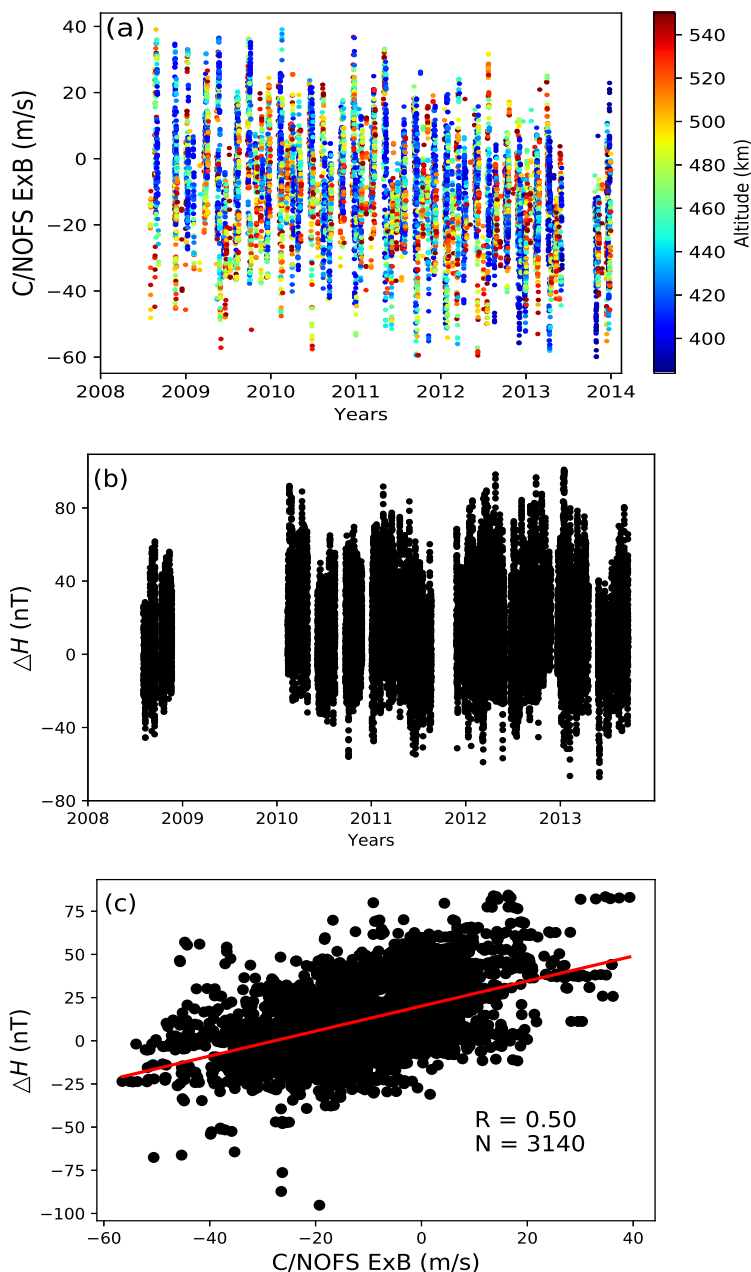 (a)
C/NOFS ExB (m/s)
40
20
0
−20
−40
−60
2008 2009 2010 2011 2012 2013 2014
Years
540
520
500
480
460
440
420
400
Altitude (km)
(b)
△H (nT)
80
40
0
−40
−80
2008 2009 2010 2011 2012 2013
Years
(c)
△H (nT)
75
50
25
0
−25
−50
−75
−100
R = 0.50
N = 3140
−60 −40 −20 0 20 40
C/NOFS ExB (m/s)